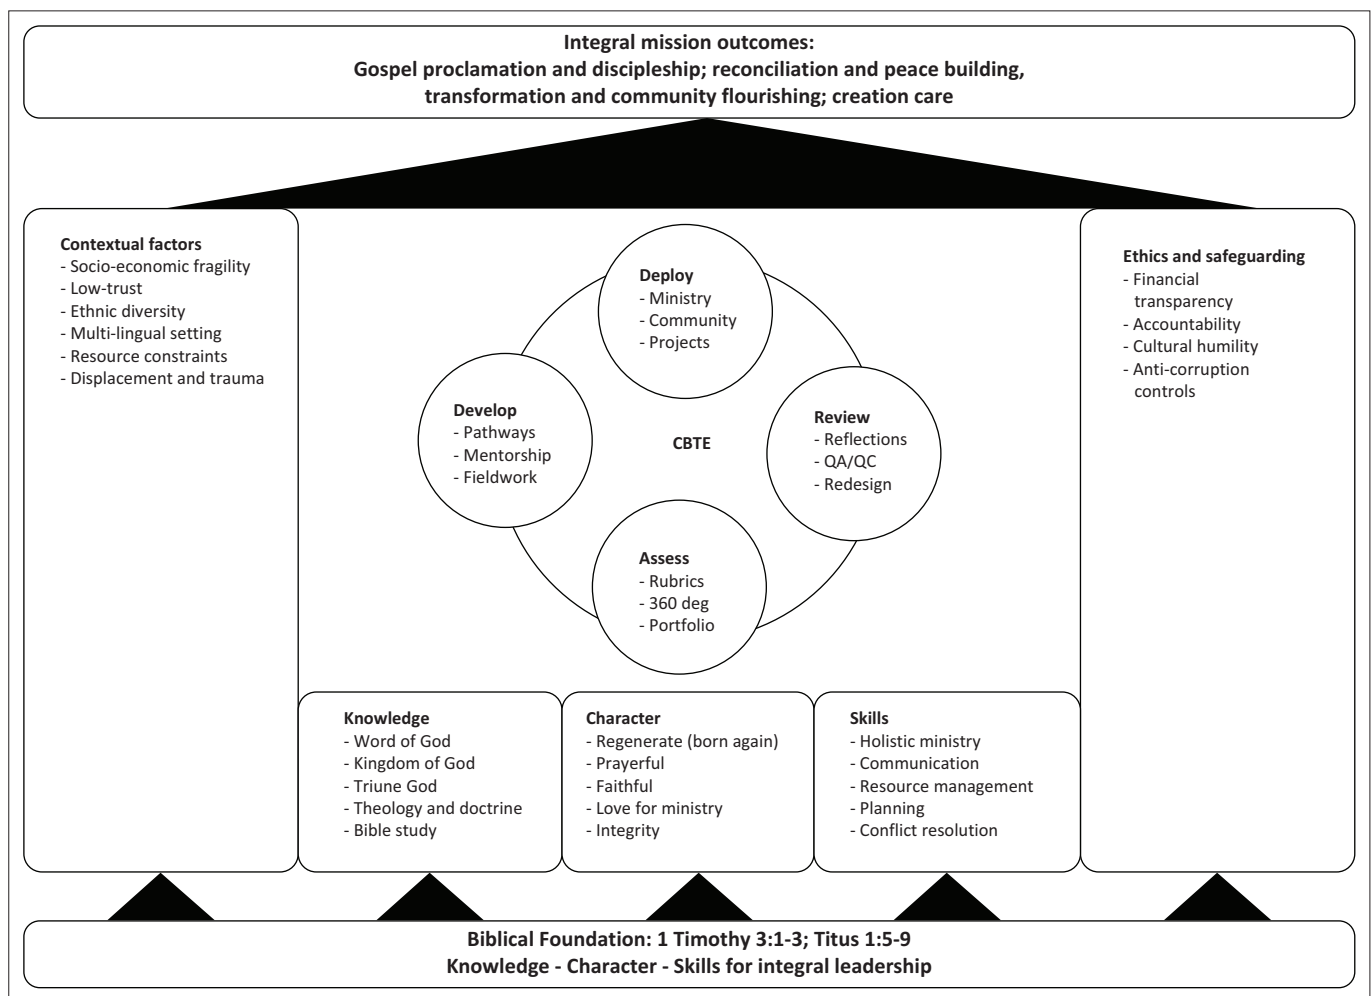 Integral mission outcomes:
Gospel proclamation and discipleship; reconciliation and peace building,
transformation and community flourishing; creation care
Contextual factors
- Socio-economic fragility
- Low-trust
- Ethnic diversity
- Multi-lingual setting
- Resource constraints
- Displacement and trauma
Deploy
- Ministry
- Community
- Projects
Develop
- Pathways
- Mentorship
- Fieldwork
CBTE
Review
- Reflections
- QA/QC
- Redesign
Assess
- Rubrics
- 360 deg
- Portfolio
Ethics and safeguarding
- Financial
transparency
- Accountability
- Cultural humility
- Anti-corruption
controls
Knowledge
- Word of God
- Kingdom of God
- Triune God
- Theology and doctrine
- Bible study
Character
- Regenerate (born again)
- Prayerful
- Faithful
- Love for ministry
- Integrity
Skills
- Holistic ministry
- Communication
- Resource management
- Planning
- Conflict resolution
Biblical Foundation: 1 Timothy 3:1-3; Titus 1:5-9
Knowledge - Character - Skills for integral leadership